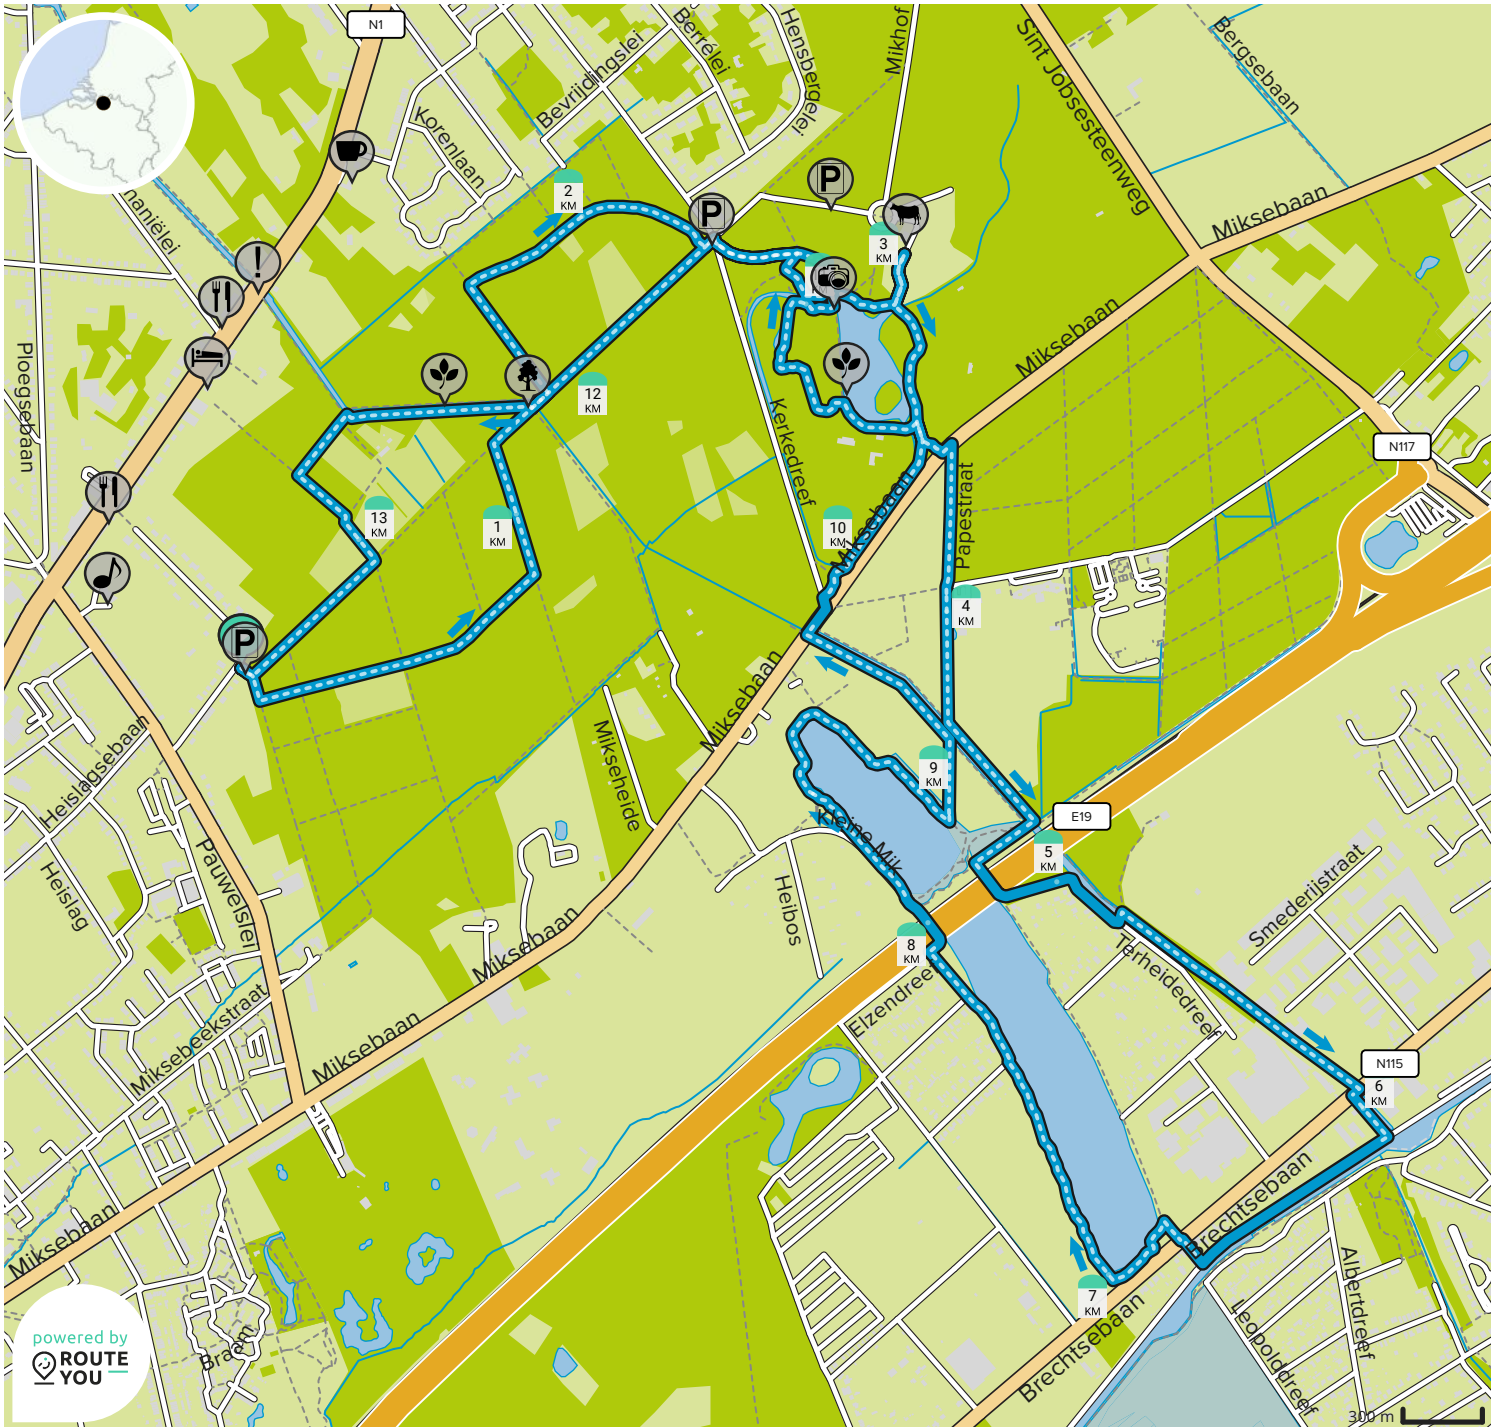 N1
Mikhof
Hensbergelei
Berrélei
Bevrijdingslei
Sint Jobsesteenweg
Bergsebaan
Korenlaan
2
KM
P
P
Miksebaan
naniëlei
3
KM
!
Miksebaan
Ploegsebaan
12
KM
Kerkedreef
N117
Papestraat
13
KM
1
KM
10
KM
Miksebaan
4
KM
P
Miksebaan
Mikseheide
Heislagsebaan
9
KM
E19
Kleine Mik
5
KM
Pauwelslei
Heislag
Heibos
Smederijstraat
8
KM
Terheidedreef
Miksebaan
Elzendreef
Miksebeekstraat
Miksebaan
N115
6
KM
Brechtsebaan
Miksebaan
Albertdreef
7
KM
Leopolddreef
Brechtsebaan
Braam
powered by
ROUTE
YOU
300 m